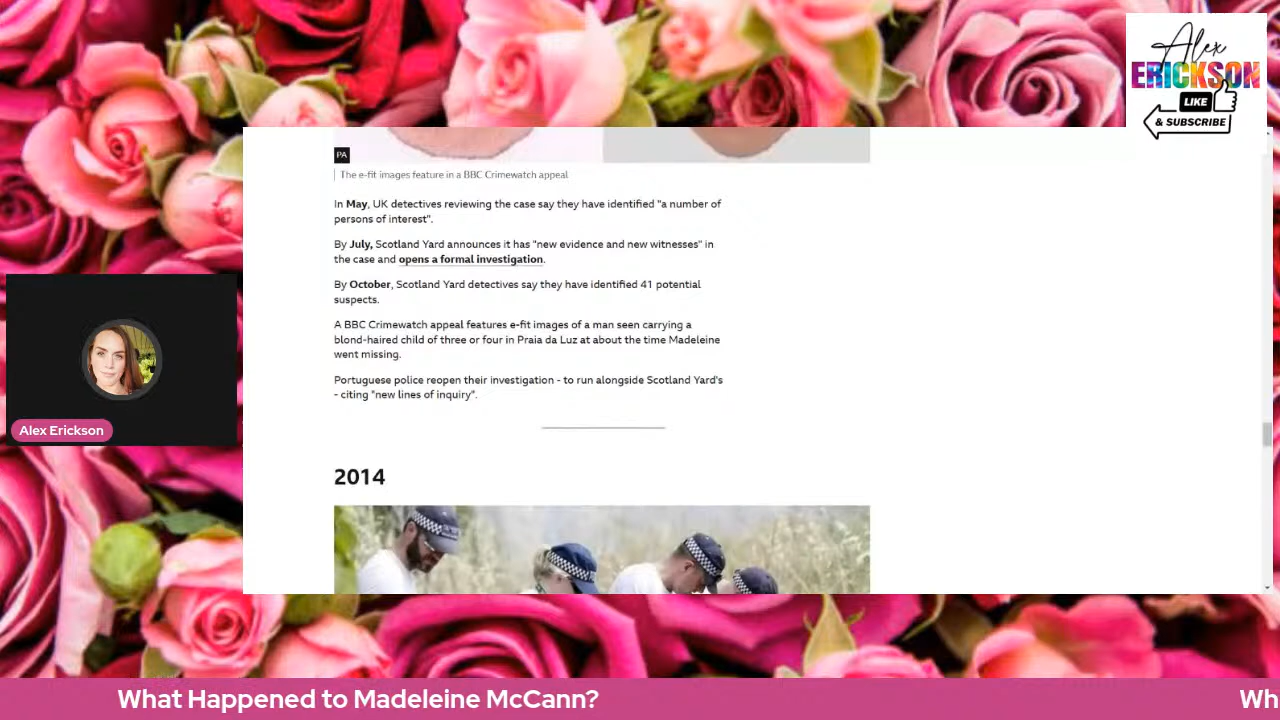 Alex
ERICKSON
LIKE
& SUBSCRIBE
PA
The e-fit images feature in a BBC Crimewatch appeal
In May, UK detectives reviewing the case say they have identified "a number of
persons of interest".
By July, Scotland Yard announces it has "new evidence and new witnesses" in
the case and opens a formal investigation.
By October, Scotland Yard detectives say they have identified 41 potential
suspects.
A BBC Crimewatch appeal features e-fit images of a man seen carrying a
blond-haired child of three or four in Praia da Luz at about the time Madeleine
went missing.
Portuguese police reopen their investigation - to run alongside Scotland Yard's
- citing "new lines of inquiry".
2014
Alex Erickson
What Happened to Madeleine McCann?
Wh